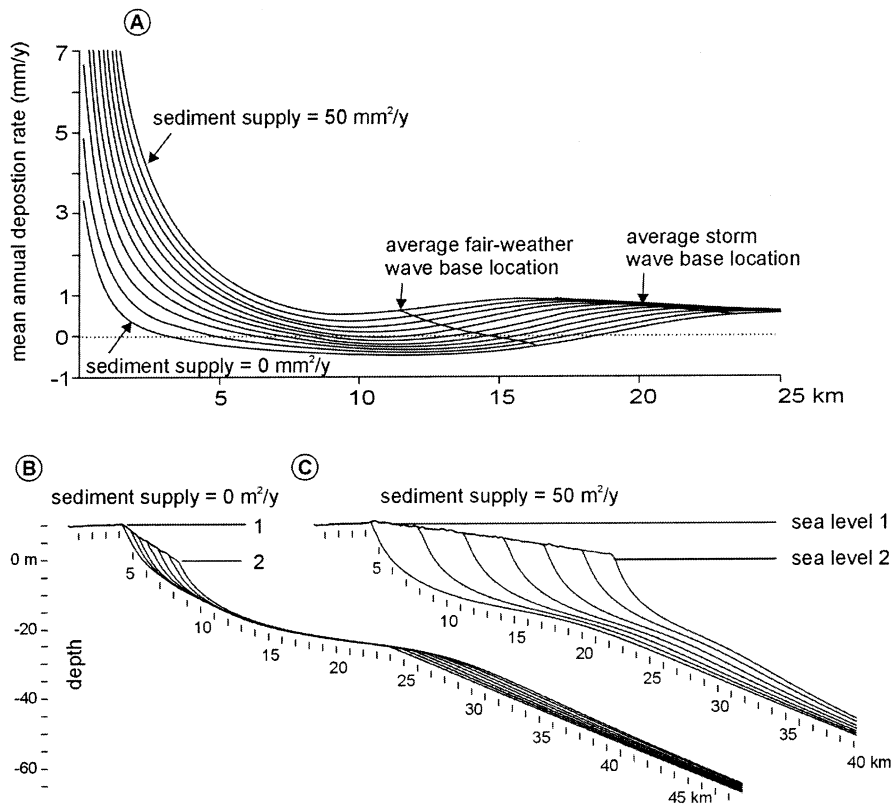 A
mean annual depostion rate (mm/y)
7
5
3
1
0
-1
sediment supply = 50 mm²/y
sediment supply = 0 mm²/y
average fair-weather
wave base location
average storm
wave base location
5
10
15
20
25 km
B
sediment supply = 0 m²/y
1
2
depth
0 m
-20
-40
-60
5
10
15
20
25
30
35
40
45 km
C
sediment supply = 50 m²/y
sea level 1
sea level 2
5
10
15
20
25
30
35
40 km